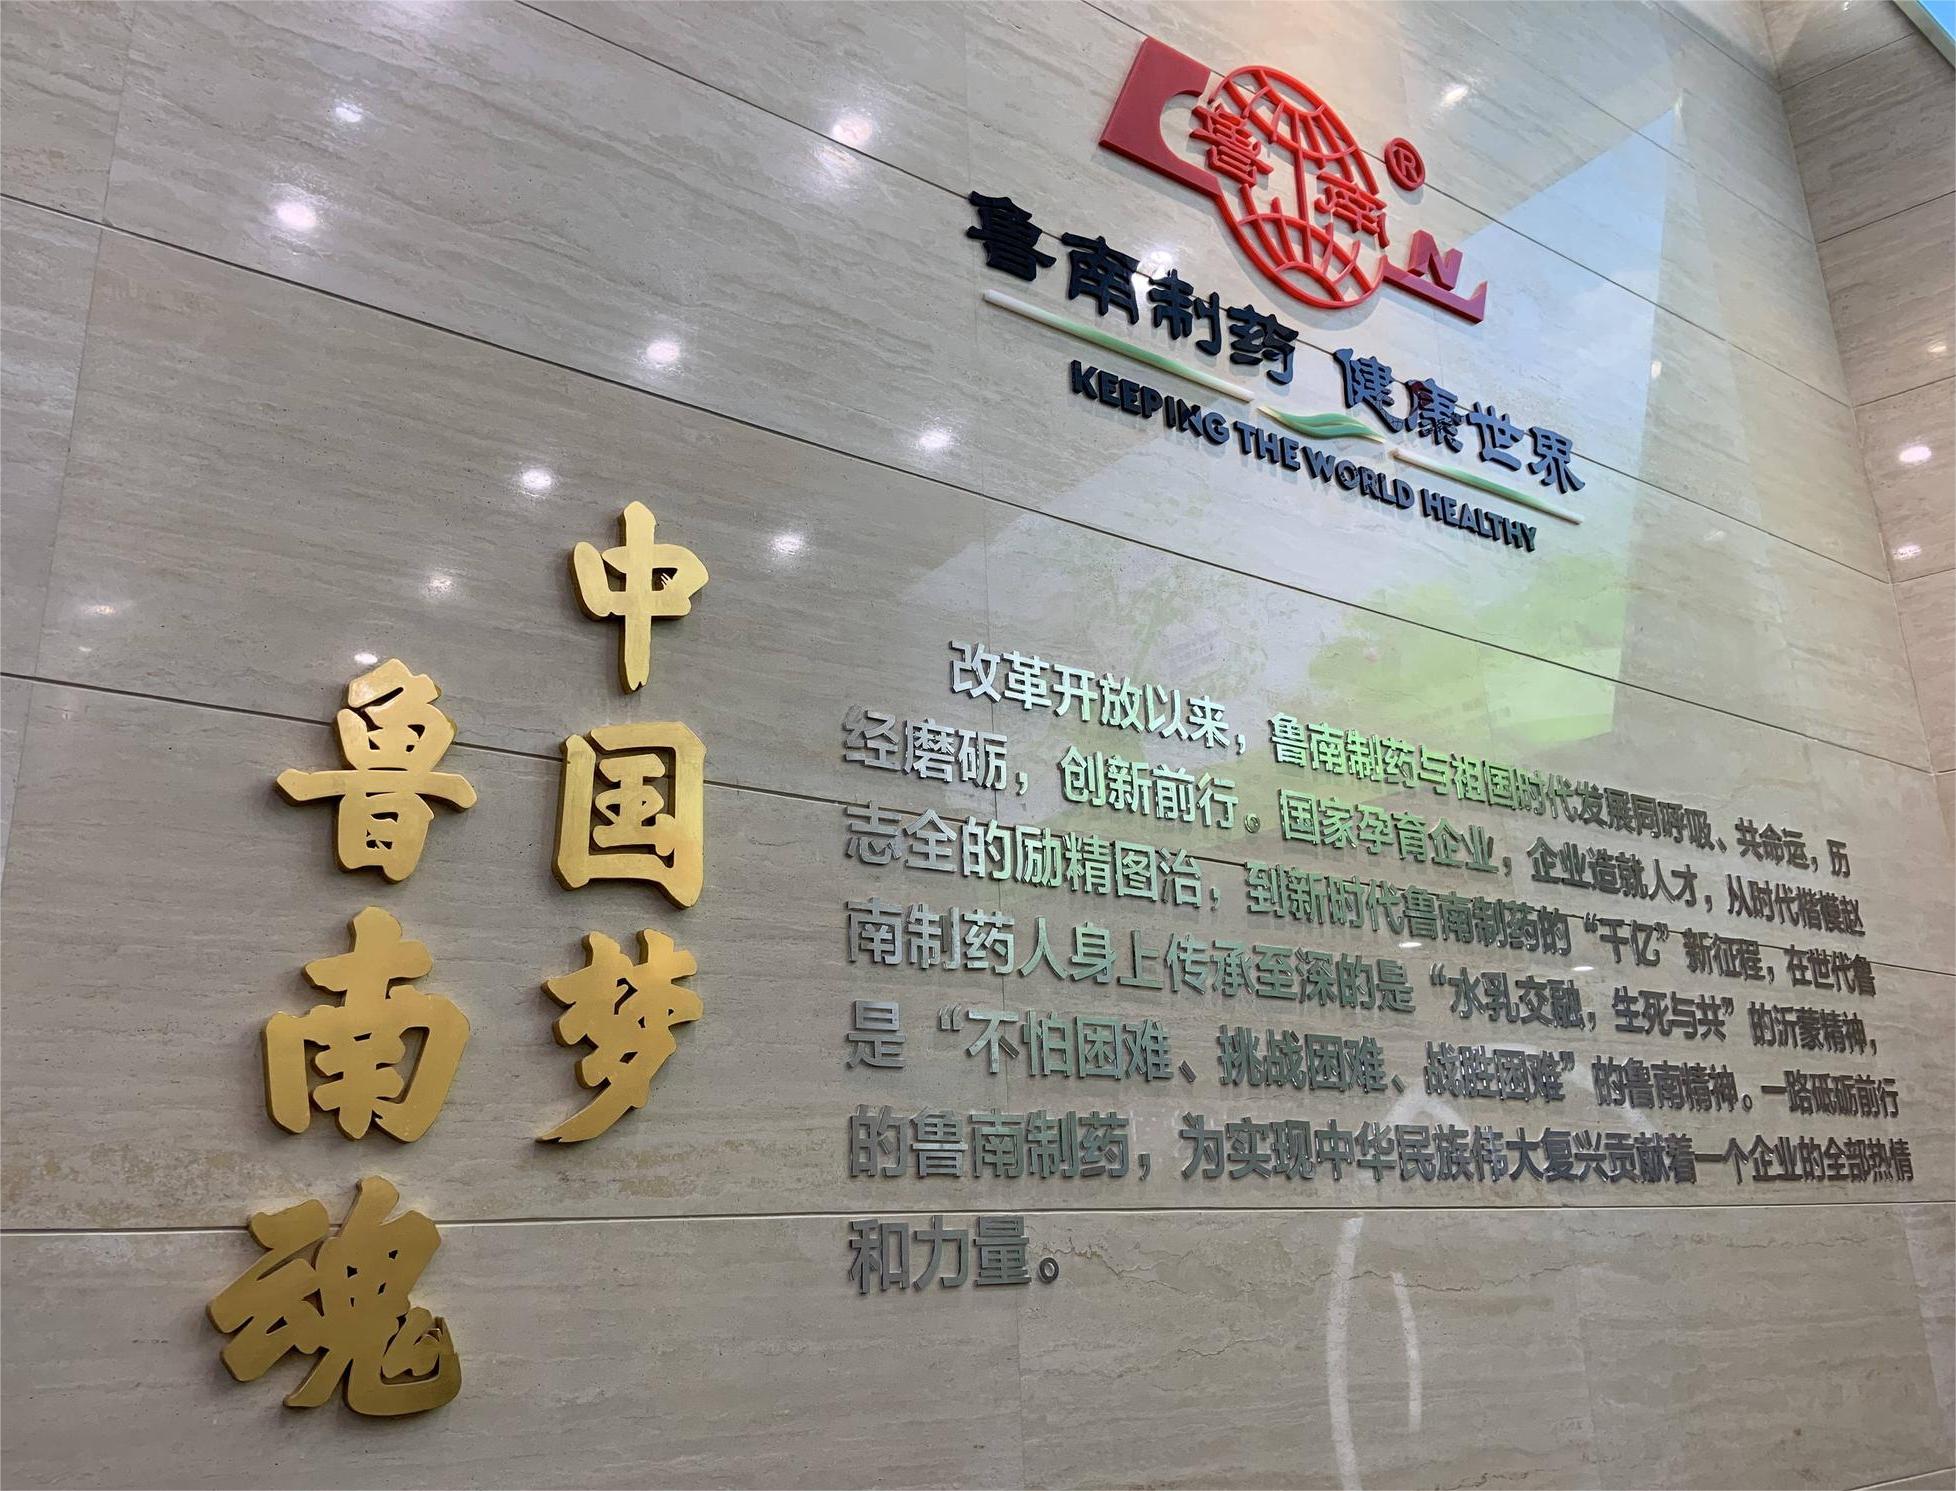 鲁南
®
N
鲁南制药 健康世界
KEEPING THE WORLD HEALTHY
中国梦
鲁南魂
改革开放以来，鲁南制药与祖国时代发展同呼吸、共命运，历
经磨砺，创新前行。国家孕育企业，企业造就人才，从时代楷模赵
志全的励精图治，到新时代鲁南制药的“千亿”新征程，在世代鲁
南制药人身上传承至深的是“水乳交融，生死与共”的沂蒙精神，
是“不怕困难、挑战困难、战胜困难”的鲁南精神。一路砥砺前行
的鲁南制药，为实现中华民族伟大复兴贡献着一个企业的全部热情
和力量。